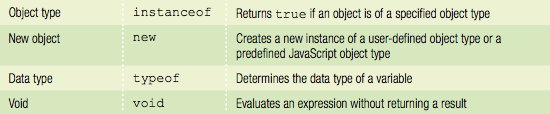 Object type instanceof Returns true if an object is of a specified object type
New object new Creates a new instance of a user-defined object type or a
predefined JavaScript object type
Data type typeof Determines the data type of a variable
Void void Evaluates an expression without returning a result